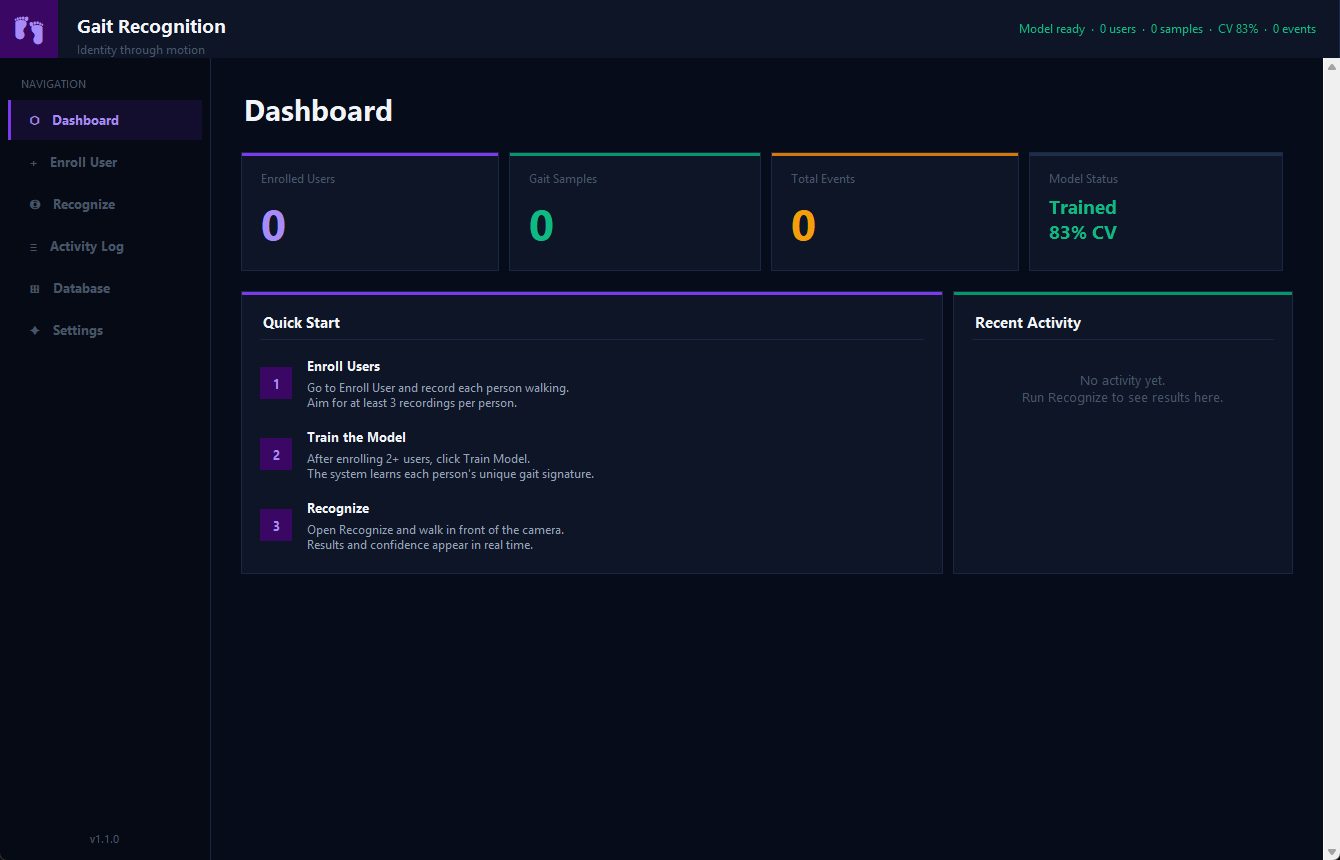 Gait Recognition
Identity through motion
Model ready · 0 users · 0 samples · CV 83% · 0 events
NAVIGATION
Dashboard
+ Enroll User
Recognize
Activity Log
Database
Settings
v1.1.0
Dashboard
Enrolled Users
0
Gait Samples
0
Total Events
0
Model Status
Trained
83% CV
Quick Start
1
Enroll Users
Go to Enroll User and record each person walking.
Aim for at least 3 recordings per person.
2
Train the Model
After enrolling 2+ users, click Train Model.
The system learns each person's unique gait signature.
3
Recognize
Open Recognize and walk in front of the camera.
Results and confidence appear in real time.
Recent Activity
No activity yet.
Run Recognize to see results here.